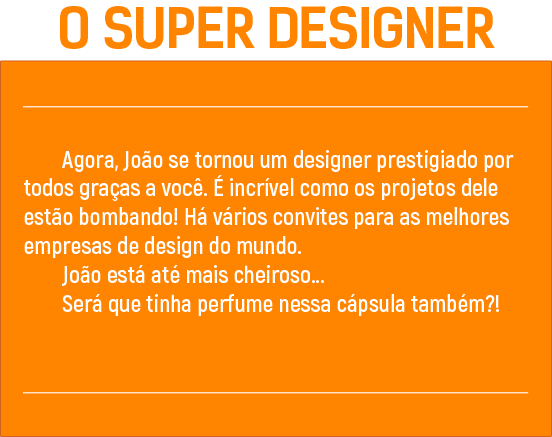 O SUPER DESIGNER
Agora, João se tornou um designer prestigiado por
todos graças a você. É incrível como os projetos dele
estão bombando! Há vários convites para as melhores
empresas de design do mundo.
João está até mais cheiroso...
Será que tinha perfume nessa cápsula também?!